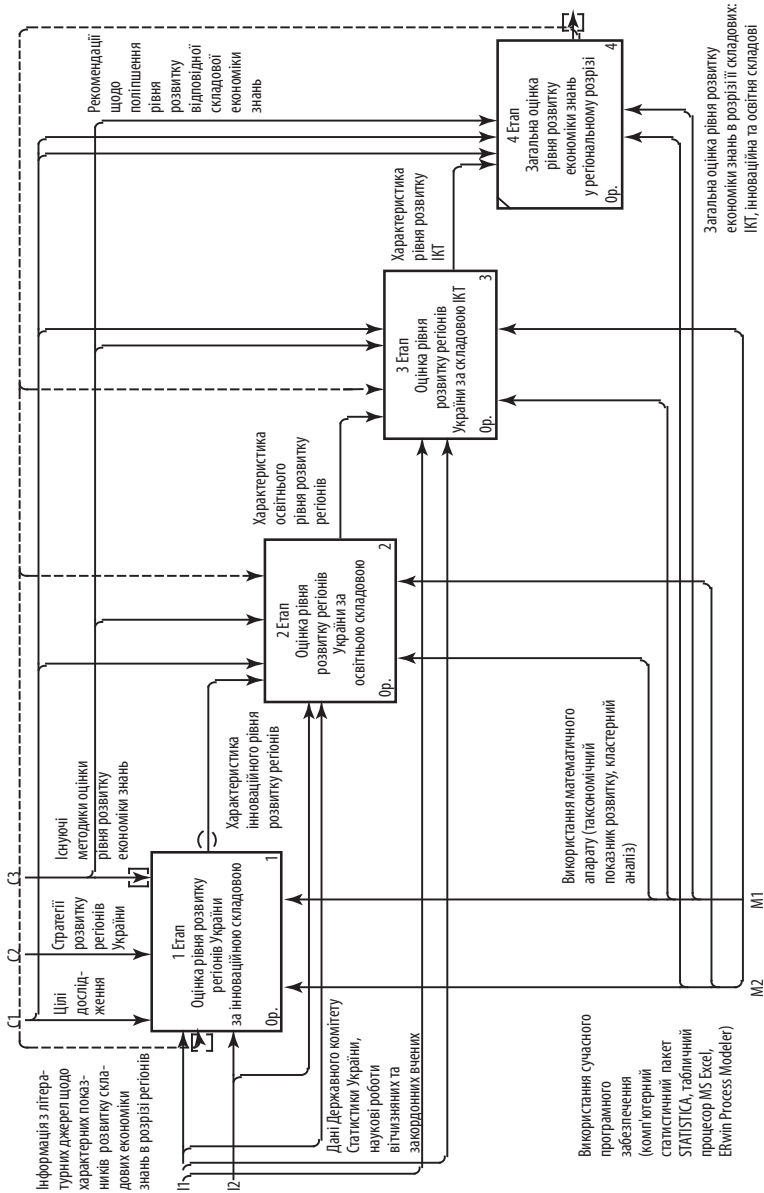 Інформація з літера-
турних джерел щодо
характерних показ-
ників розвитку скла-
дових економіки
знань в розрізі регіонів
I1
I2
C1
Цілі
дослід-
ження
C2
Стратегії
розвитку
регіонів
України
C3
Існуючі
методики оцінки
рівня розвитку
економіки знань
1 Етап
Оцінка рівня розвитку
регіонів України
за інноваційною складовою
0р.
1
Характеристика
інноваційного рівня
розвитку регіонів
2 Етап
Оцінка рівня
розвитку регіонів
України за
освітньою складовою
0р.
2
Характеристика
освітнього
рівня розвитку
регіонів
3 Етап
Оцінка рівня
розвитку регіонів
України за складовою ІКТ
0р.
3
Характеристика
рівня розвитку
ІКТ
Рекомендації
щодо
поліпшення
рівня
розвитку
відповідної
складової
економіки
знань
4 Етап
Загальна оцінка
рівня розвитку
економіки знань
у регіональному розрізі
0р.
4
Дані Державного комітету
Статистики України,
наукові роботи
вітчизняних та
закордонних вчених
Використання сучасного
програмного
забезпечення
(комп'ютерний
статистичний пакет
STATISTICA, табличний
процесор MS Excel,
ERwin Process Modeler)
M2
M1
Використання математичного
апарату (таксономічний
показник розвитку, кластерний
аналіз)
Загальна оцінка рівня розвитку
економіки знань в розрізі її складових:
ІКТ, інноваційна та освітня складові